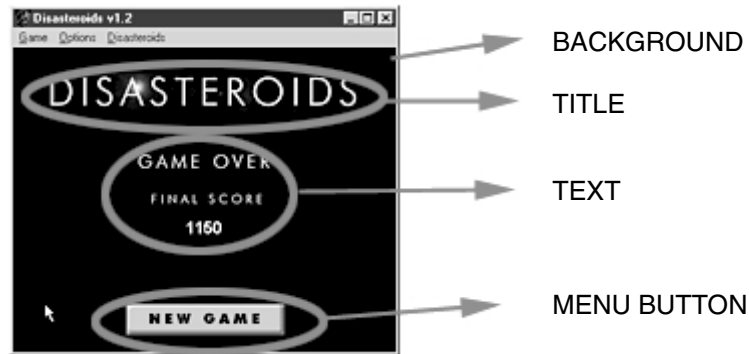 Disasteroids v1.2
Game Options Disasteroids
BACKGROUND
DISASTEROIDS
TITLE
GAME OVER
FINAL SCORE
1150
TEXT
NEW GAME
MENU BUTTON